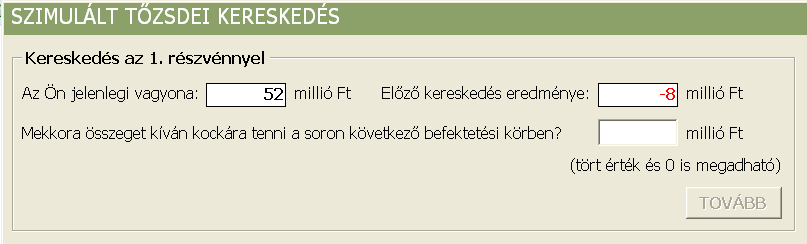 SZIMULÁLT TŐZSDEI KERESKEDÉS
Kereskedés az 1. részvénnyel
Az Ön jelenlegi vagyona: 52 millió Ft Előző kereskedés eredménye: -8 millió Ft
Mekkora összeget kíván kockára tenni a soron következő befektetési körben? millió Ft
(tört érték és 0 is megadható)
TOVÁBB